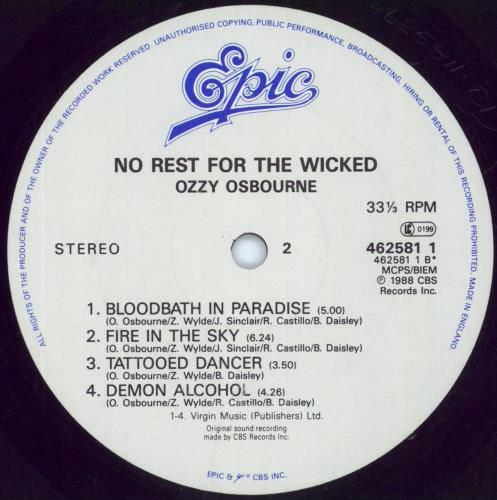 ALL RIGHTS OF THE PRODUCER AND OF THE OWNER OF THE RECORDED WORK RESERVED. UNAUTHORISED COPYING, PUBLIC PERFORMANCE, BROADCASTING, HIRING OR RENTAL OF THIS RECORDING PROHIBITED. MADE IN ENGLAND.
Epic
NO REST FOR THE WICKED
OZZY OSBOURNE
33⅓ RPM
LC 0199
STEREO
2
462581 1
462581 1 B*
MCPS/BIEM
℗ 1988 CBS
Records Inc.
1. BLOODBATH IN PARADISE (5.00)
(O. Osbourne/Z. Wylde/J. Sinclair/R. Castillo/B. Daisley)
2. FIRE IN THE SKY (6.24)
(O. Osbourne/Z. Wylde/J. Sinclair/R. Castillo/B. Daisley)
3. TATTOOED DANCER (3.50)
(O. Osbourne/Z. Wylde/B. Daisley)
4. DEMON ALCOHOL (4.26)
(O. Osbourne/Z. Wylde/R. Castillo/B. Daisley)
1-4. Virgin Music (Publishers) Ltd.
Original sound recording
made by CBS Records Inc.
EPIC & * CBS INC.